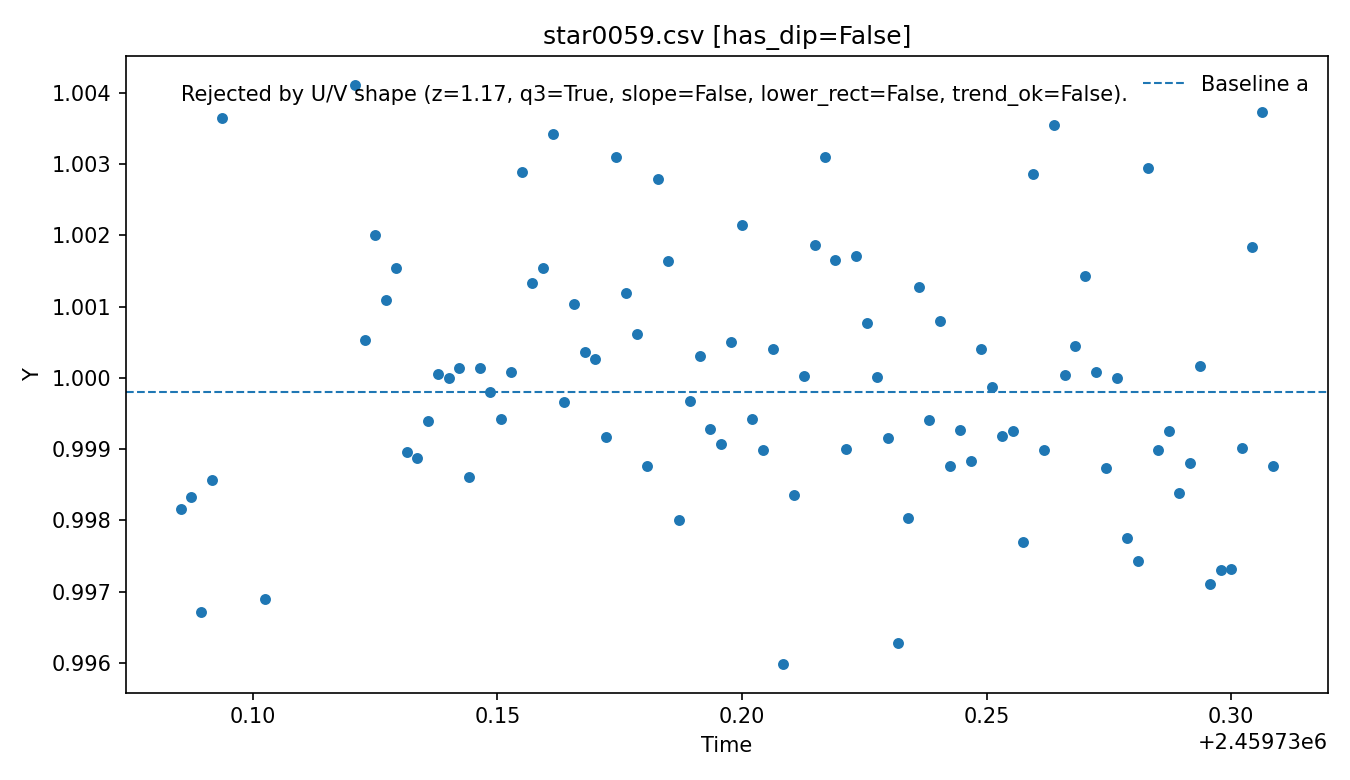 star0059.csv [has_dip=False]
Rejected by U/V shape (z=1.17, q3=True, slope=False, lower_rect=False, trend_ok=False).
Baseline a
1.004
1.003
1.002
1.001
1.000
0.999
0.998
0.997
0.996
Y
0.10 0.15 0.20 0.25 0.30
Time
+2.45973e6